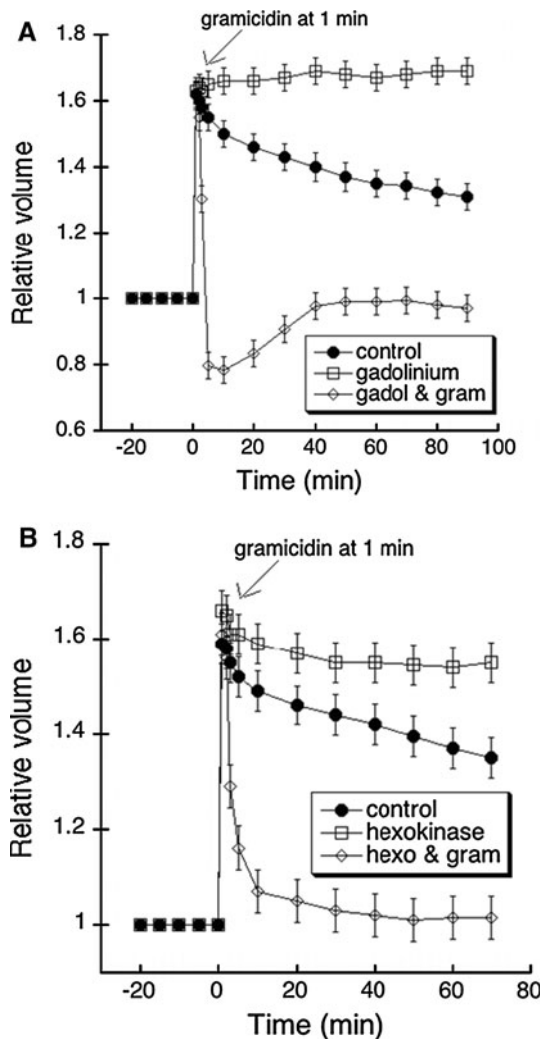 A
gramicidin at 1 min
1.8
1.6
1.4
1.2
1
0.8
0.6
Relative volume
control
gadolinium
gadol & gram
-20 0 20 40 60 80 100
Time (min)
B
1.8
gramicidin at 1 min
1.6
1.4
1.2
1
Relative volume
control
hexokinase
hexo & gram
-20 0 20 40 60 80
Time (min)